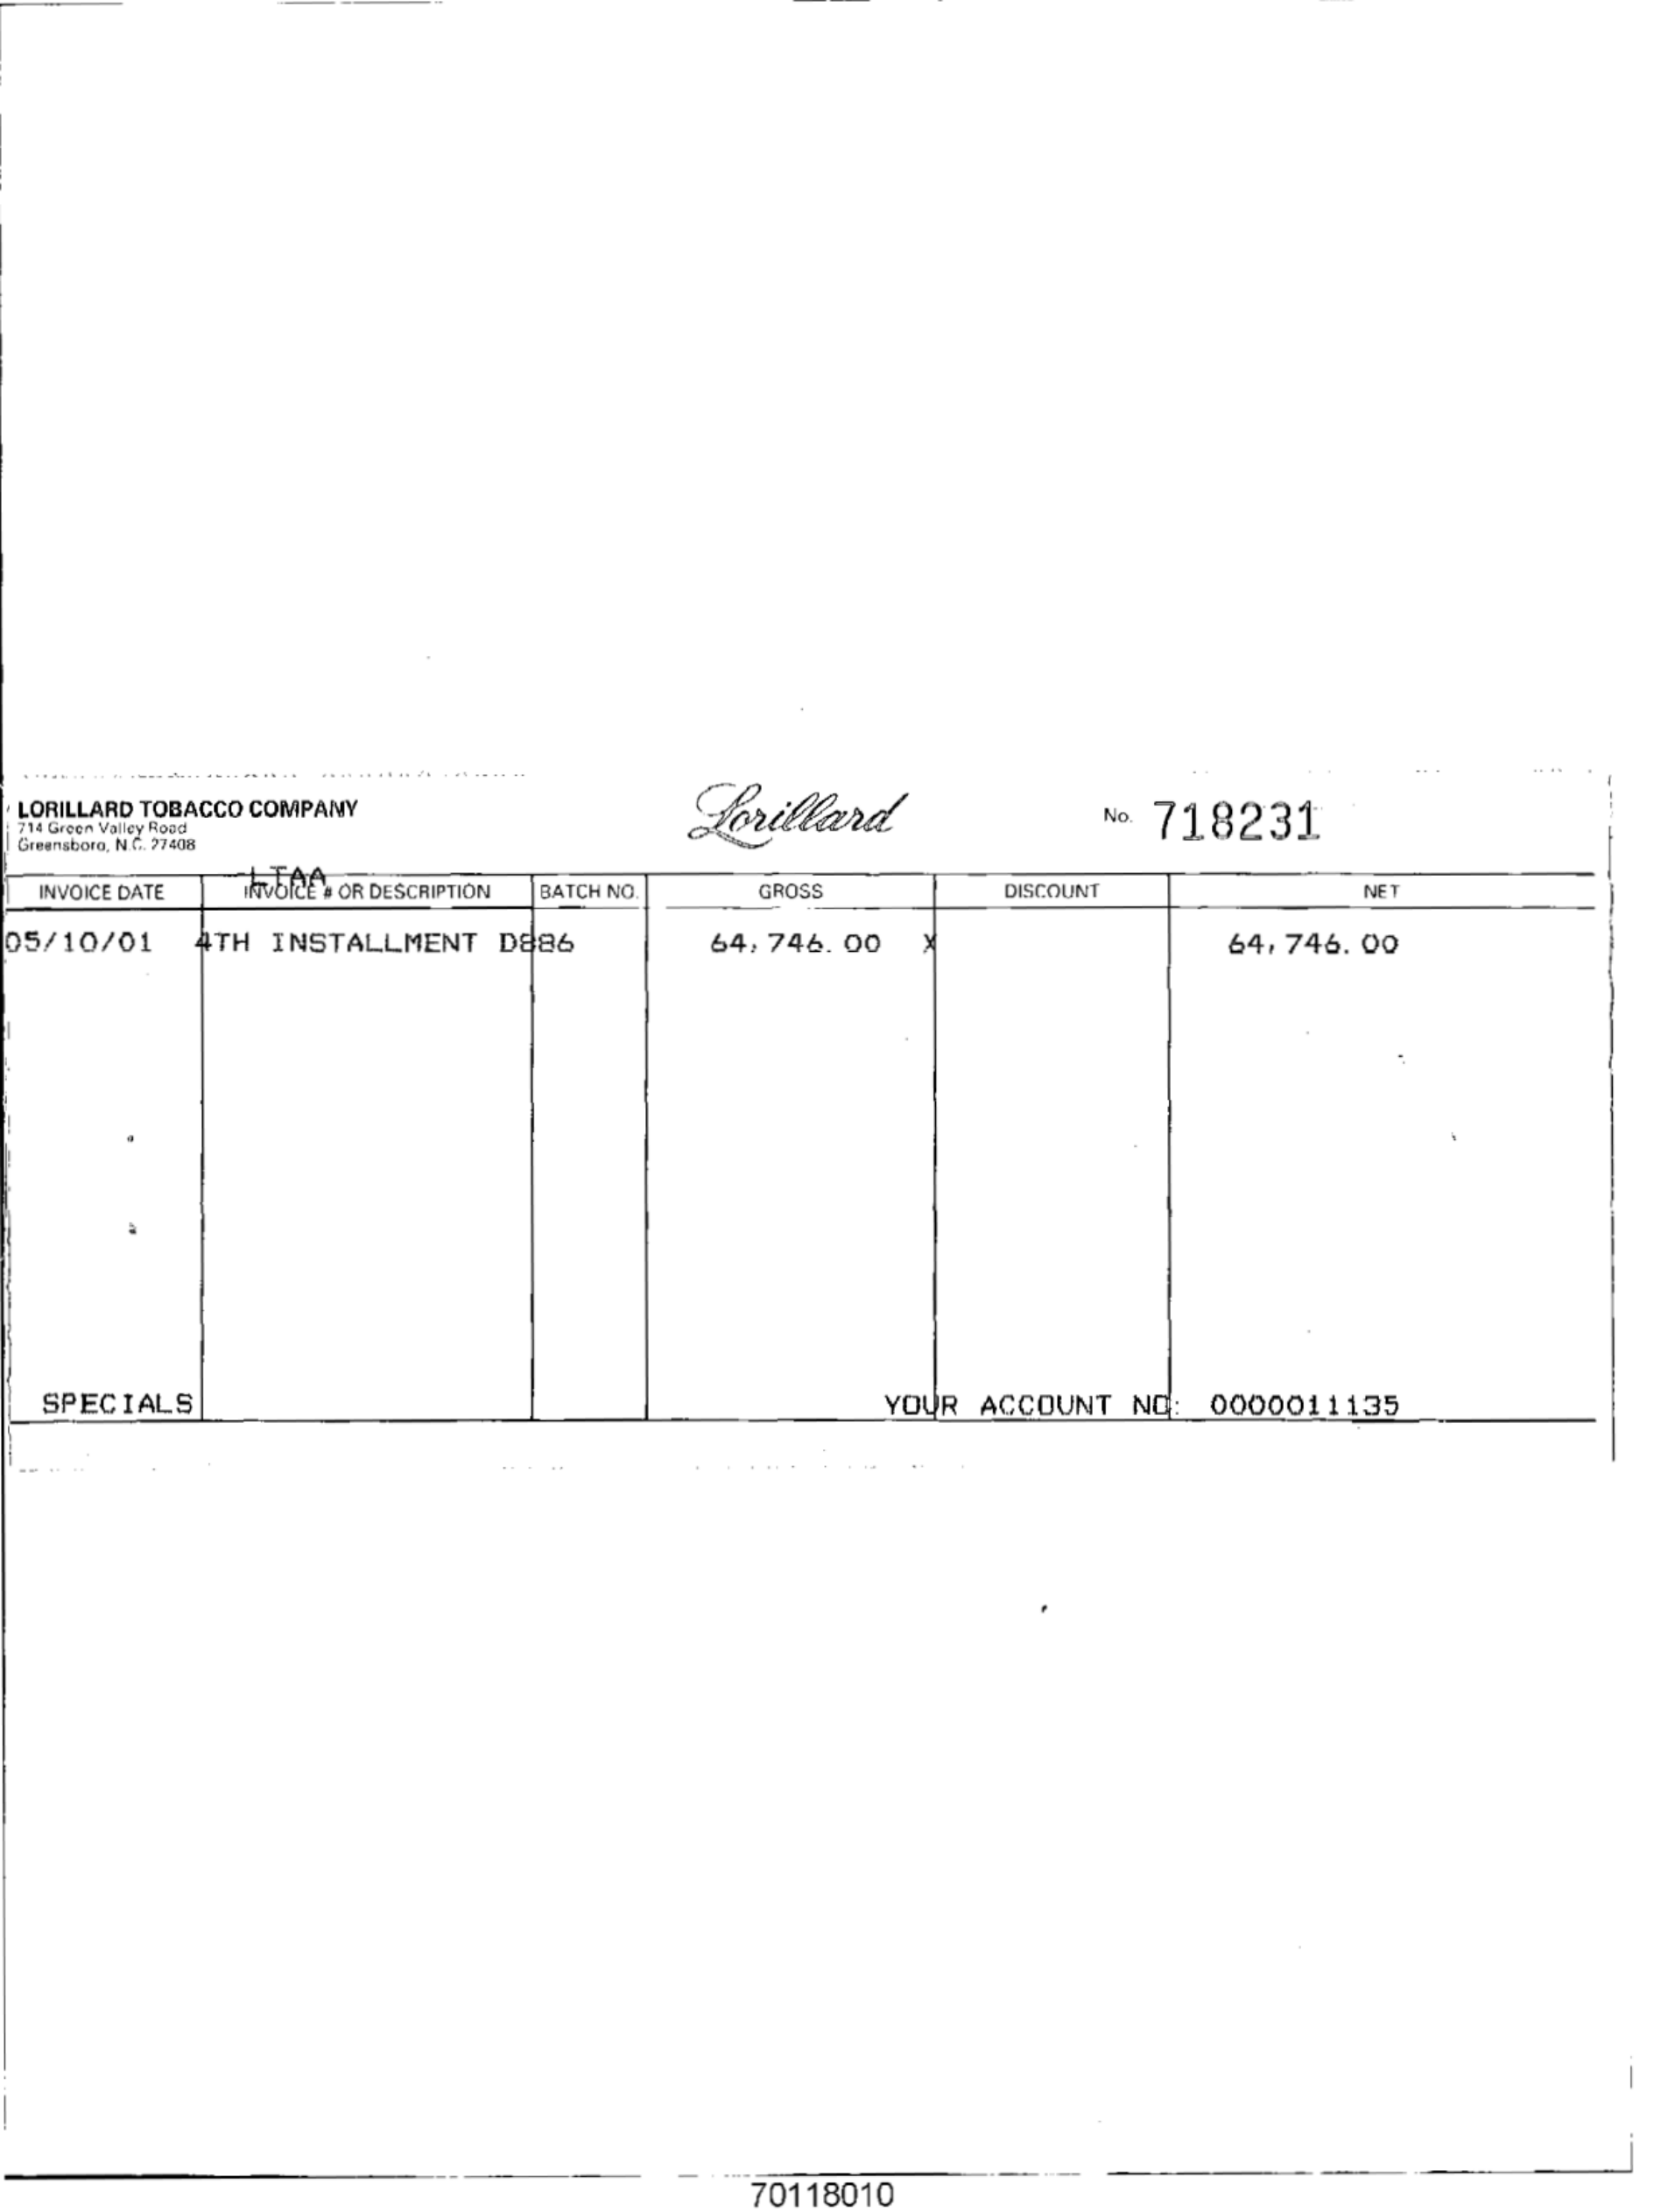 LORILLARD TOBACCO COMPANY
714 Green Valley Road
Greensboro, N.C. 27408
Lorillard
No. 718231
LTAA
INVOICE DATE INVOICE # OR DESCRIPTION BATCH NO. GROSS DISCOUNT NET
05/10/01 4TH INSTALLMENT D886 64,746.00 X 64,746.00
SPECIALS YOUR ACCOUNT NO: 0000011135
70118010